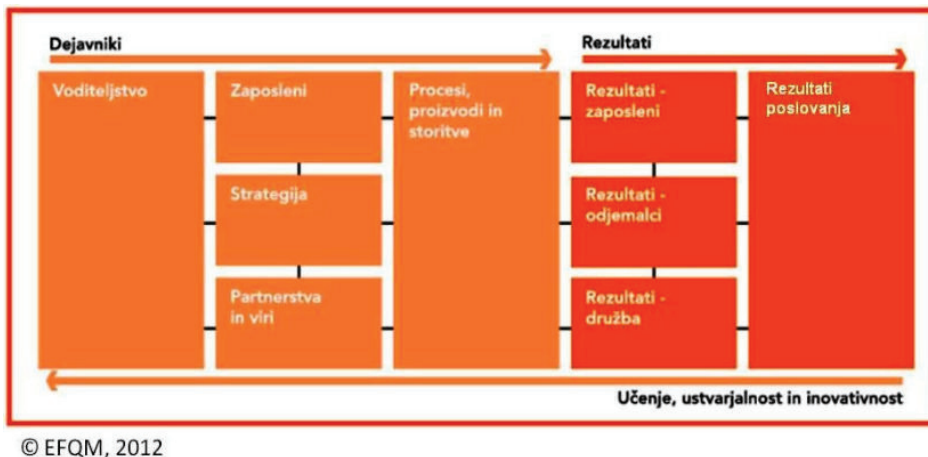 Dejavniki
Rezultati
Voditeljstvo
Zaposleni
Procesi,
proizvodi in
storitve
Rezultati -
zaposleni
Rezultati
poslovanja
Strategija
Rezultati -
odjemalci
Partnerstva
in viri
Rezultati -
družba
Učenje, ustvarjalnost in inovativnost
© EFQM, 2012